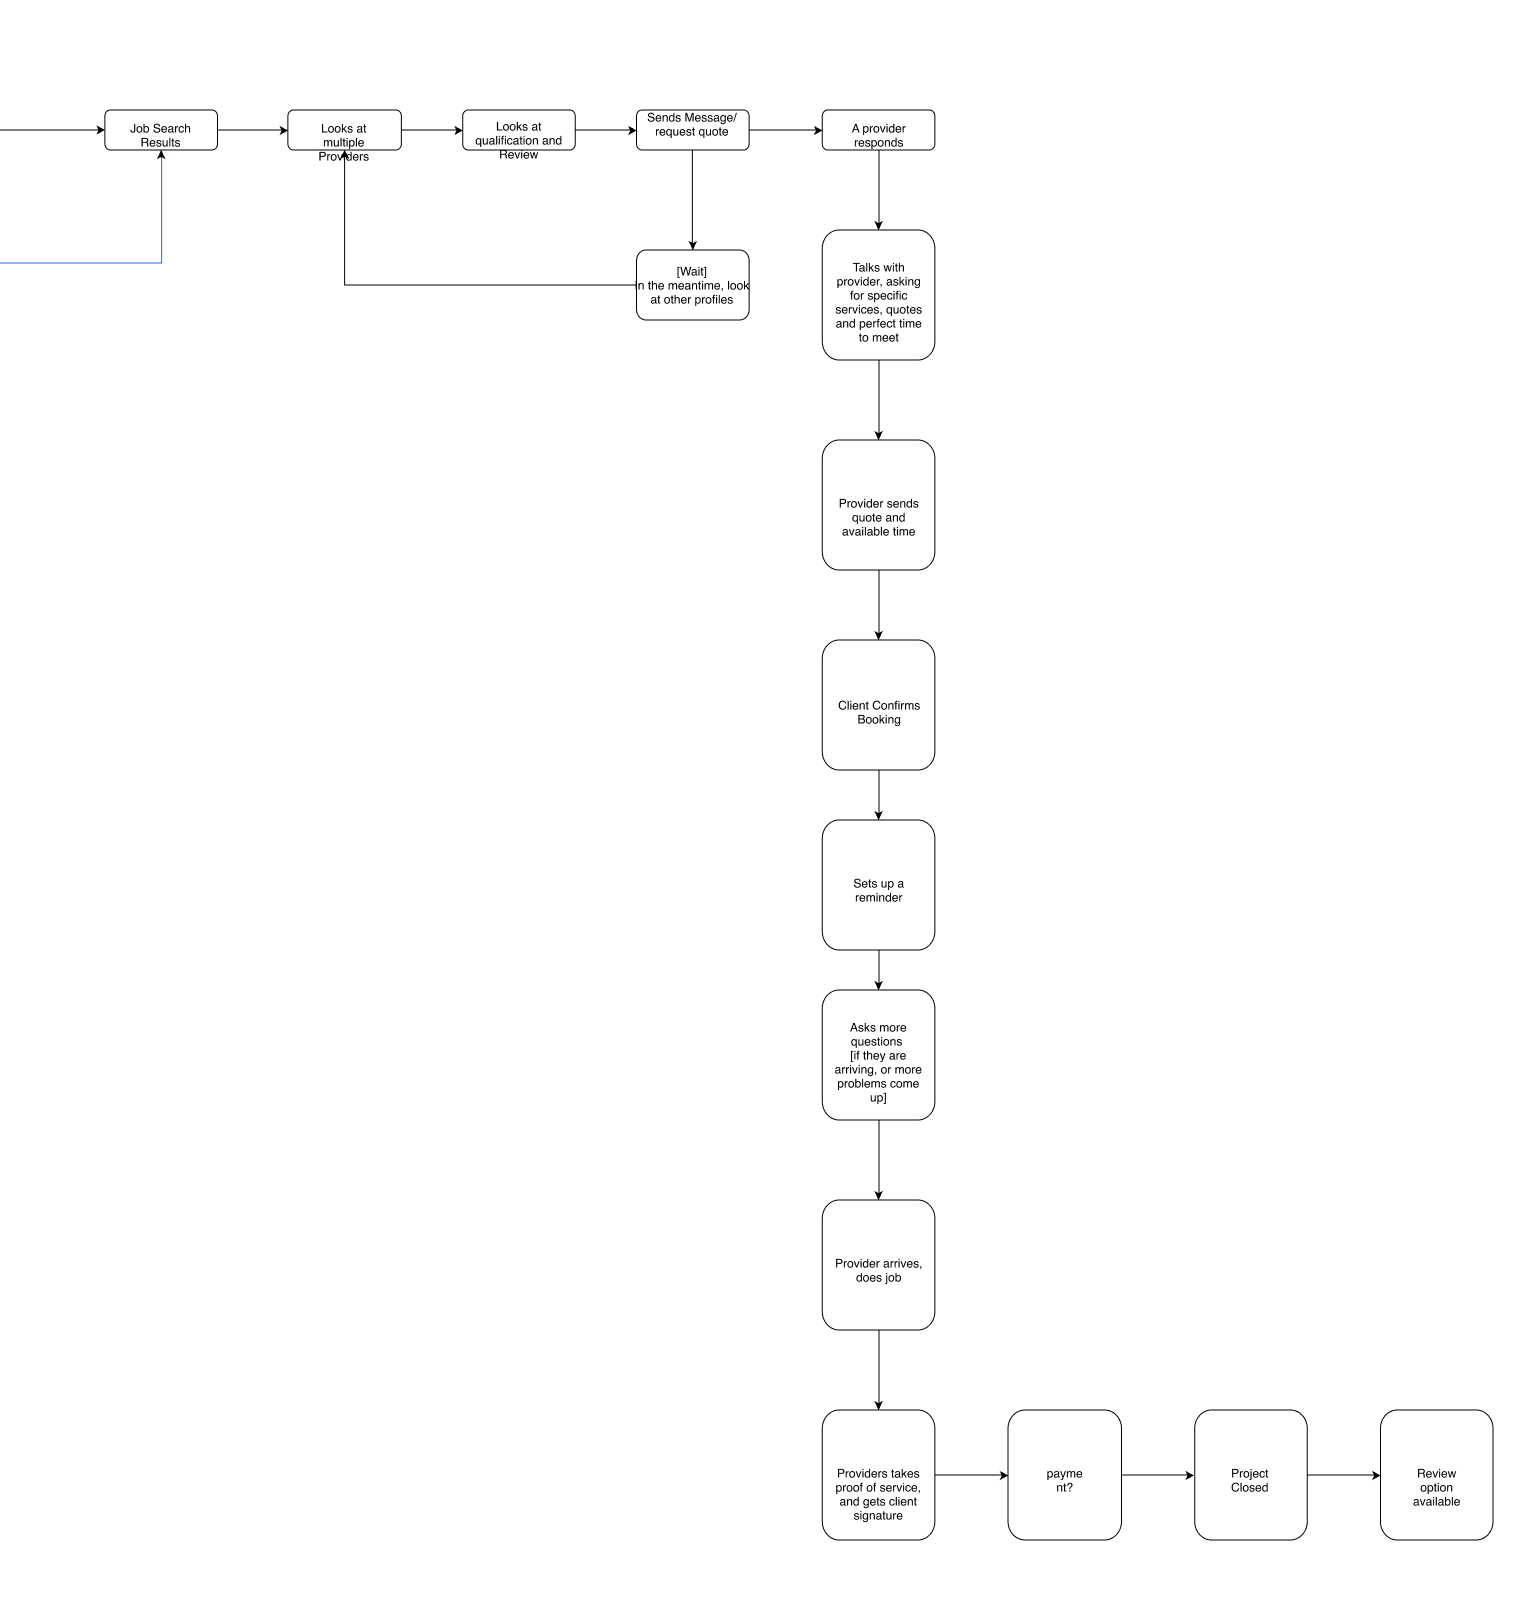 Job Search
Results
Looks at
multiple
Providers
Looks at
qualification and
Review
Sends Message/
request quote
A provider
responds
[Wait]
In the meantime, look
at other profiles
Talks with
provider, asking
for specific
services, quotes
and perfect time
to meet
Provider sends
quote and
available time
Client Confirms
Booking
Sets up a
reminder
Asks more
questions
[if they are
arriving, or more
problems come
up]
Provider arrives,
does job
Providers takes
proof of service,
and gets client
signature
payme
nt?
Project
Closed
Review
option
available